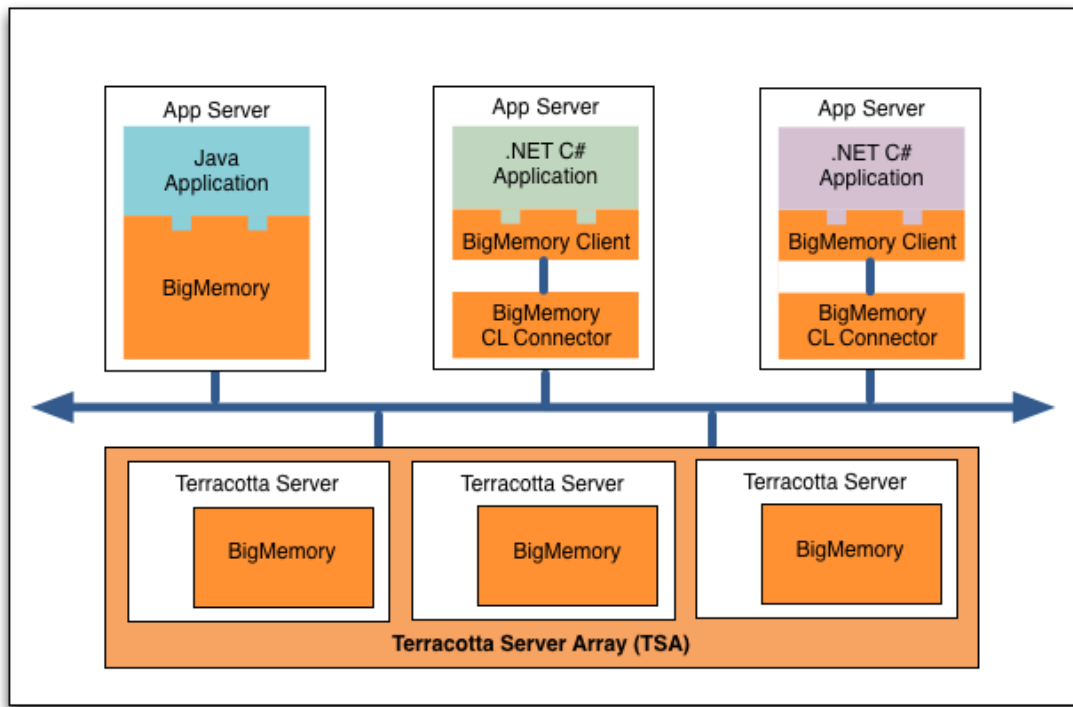 App Server
Java
Application
BigMemory
App Server
.NET C#
Application
BigMemory Client
BigMemory
CL Connector
App Server
.NET C#
Application
BigMemory Client
BigMemory
CL Connector
Terracotta Server
BigMemory
Terracotta Server
BigMemory
Terracotta Server
BigMemory
Terracotta Server Array (TSA)